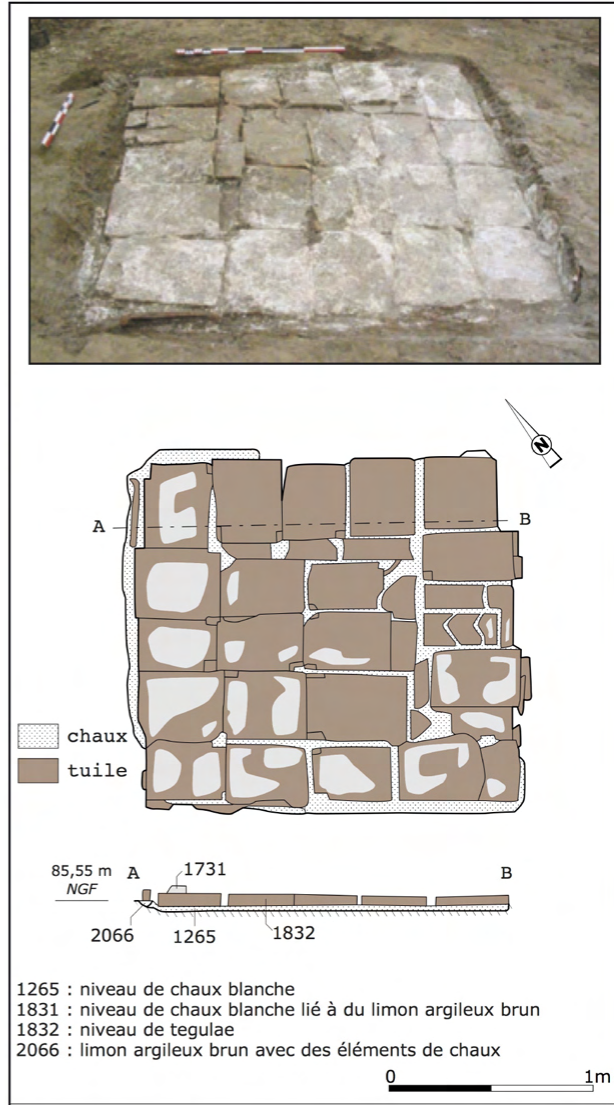 N
A B
chaux
tuile
85,55 m A 1731 B
NGF
2066 1265 1832
1265 : niveau de chaux blanche
1831 : niveau de chaux blanche lié à du limon argileux brun
1832 : niveau de tegulae
2066 : limon argileux brun avec des éléments de chaux
0 1m